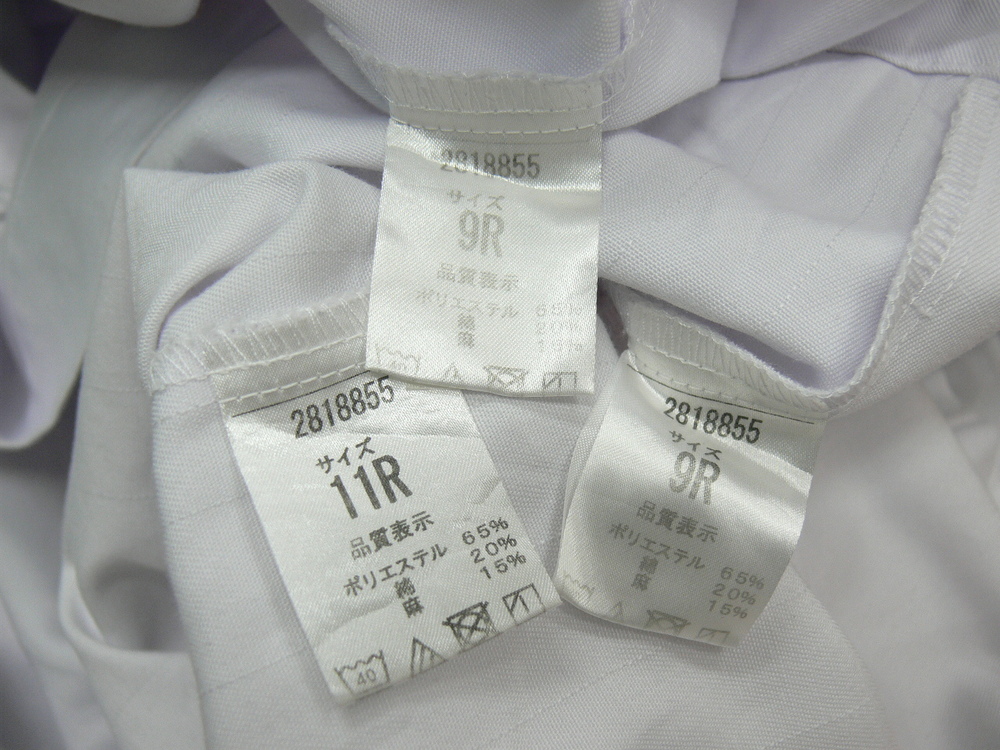 2818855
サイズ
9R
品質表示
ポリエステル 65%
綿 20%
麻 15%
2818855
サイズ
11R
品質表示
ポリエステル 65%
綿 20%
麻 15%
40
2818855
サイズ
9R
品質表示
ポリエステル 65%
綿 20%
麻 15%